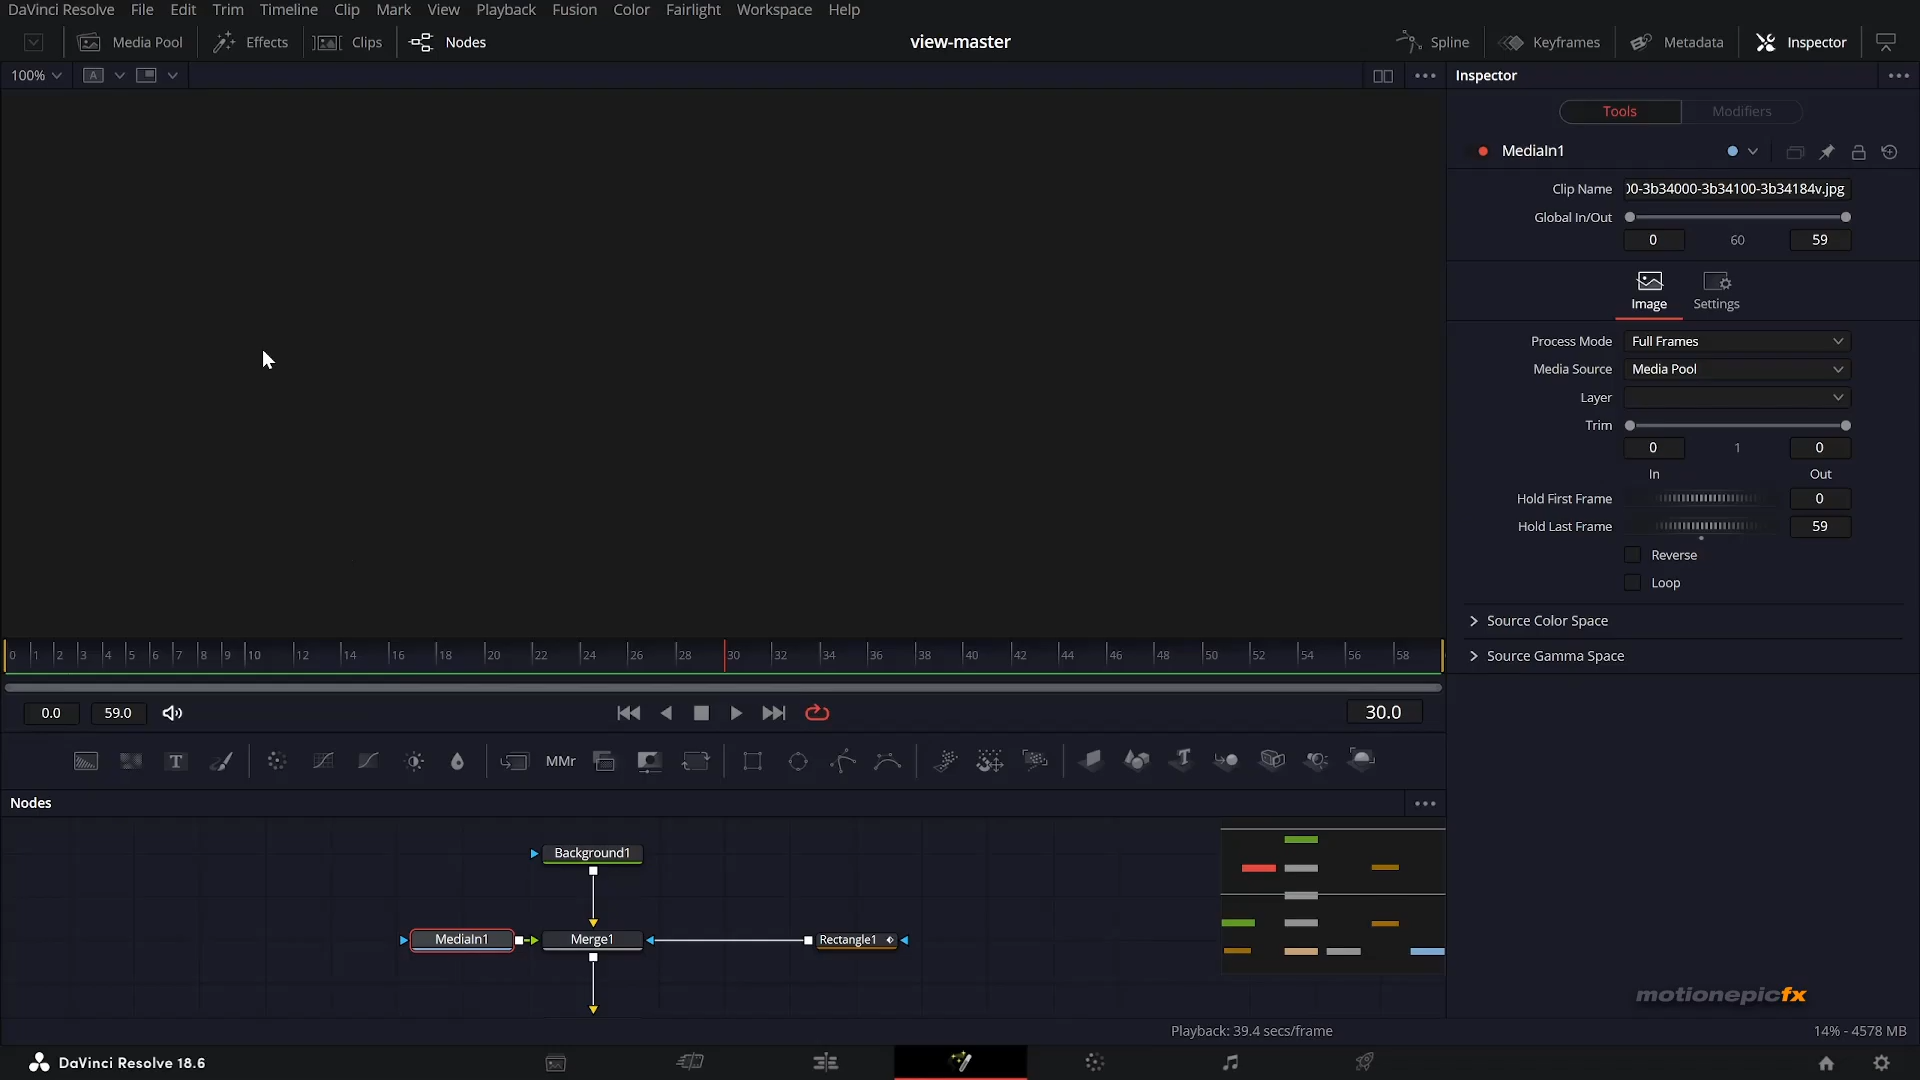 DaVinci Resolve File Edit Trim Timeline Clip Mark View Playback Fusion Color Fairlight Workspace Help
Media Pool Effects Clips Nodes view-master Spline Keyframes Metadata Inspector
100% A Inspector
Tools Modifiers
MediaIn1
Clip Name 00-3b34000-3b34100-3b34184v.jpg
Global In/Out
0 60 59
Image Settings
Process Mode Full Frames
Media Source Media Pool
Layer
Trim
0 1 0
In Out
Hold First Frame 0
Hold Last Frame 59
Reverse
Loop
Source Color Space
Source Gamma Space
0 1 2 3 4 5 6 7 8 9 10 12 14 16 18 20 22 24 26 28 30 32 34 36 38 40 42 44 46 48 50 52 54 56 58
0.0 59.0 30.0
T MMr T
Nodes
Background1
MediaIn1 Merge1 Rectangle1
motionepicfx
Playback: 39.4 secs/frame 14% - 4578 MB
DaVinci Resolve 18.6